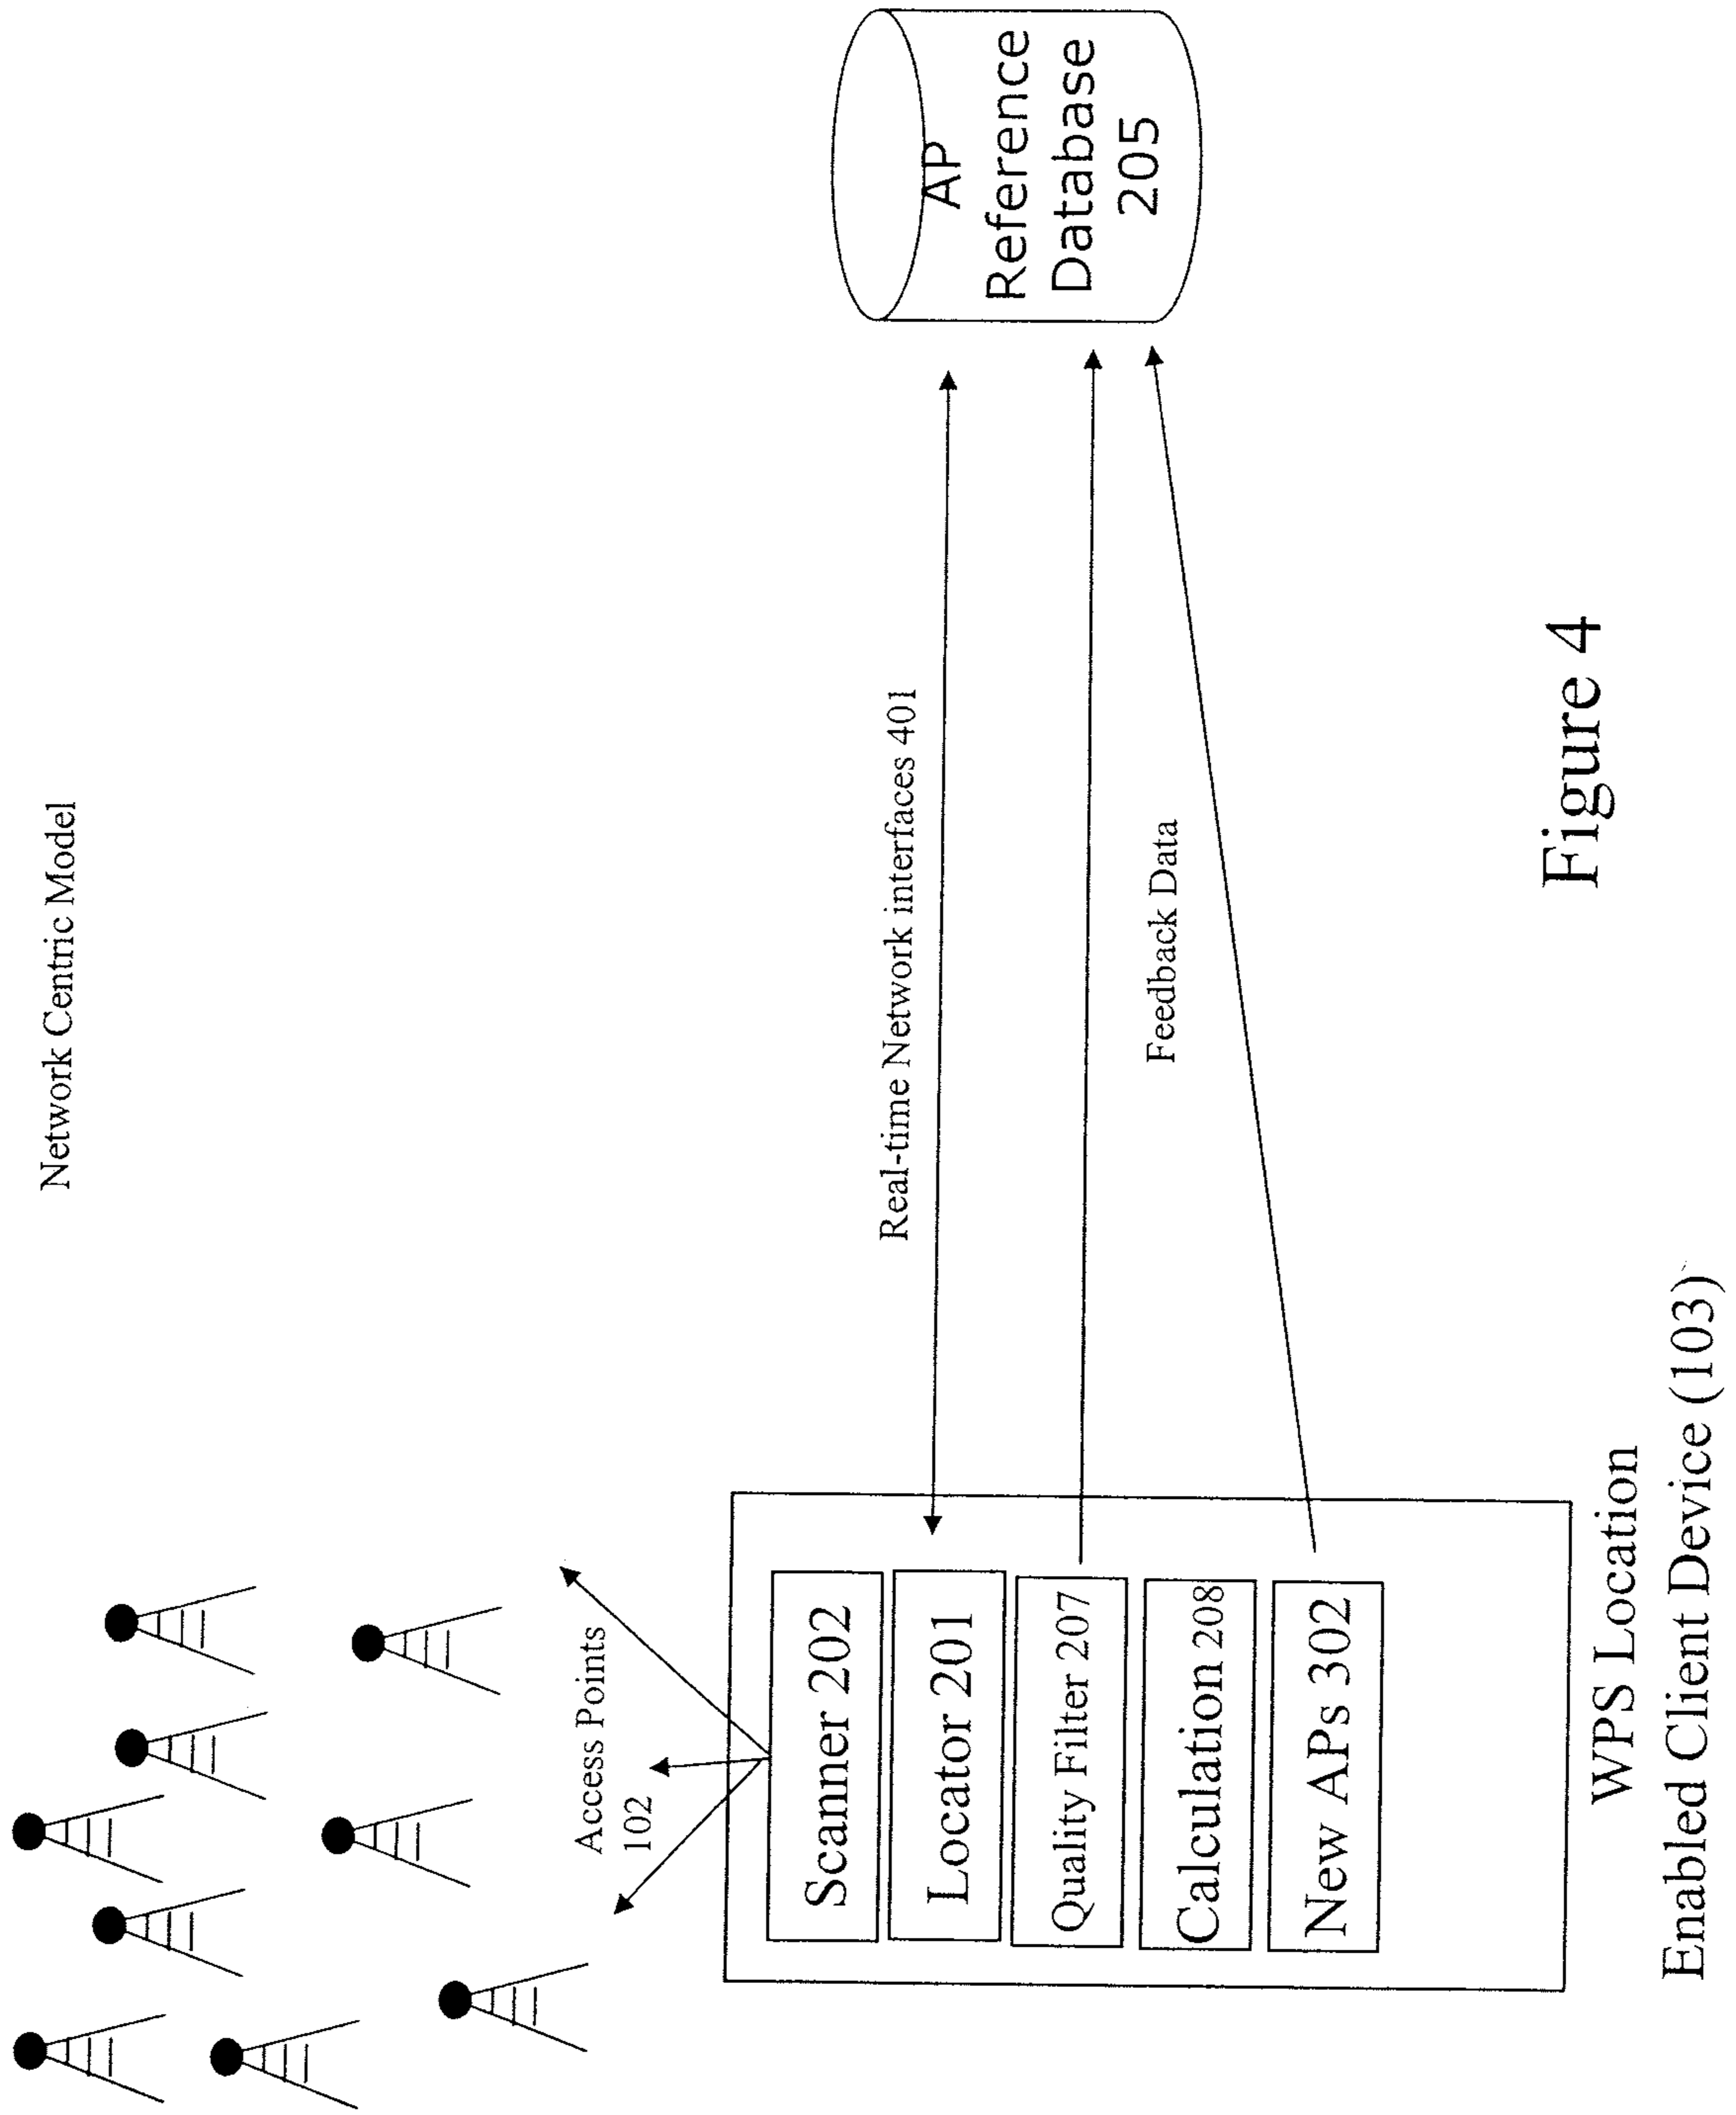 Network Centric Model
Access Points
102
Real-time Network interfaces 401
Feedback Data
Scanner 202
Locator 201
Quality Filter 207
Calculation 208
New APs 302
AP
Reference
Database
205
WPS Location
Enabled Client Device (103)
Figure 4